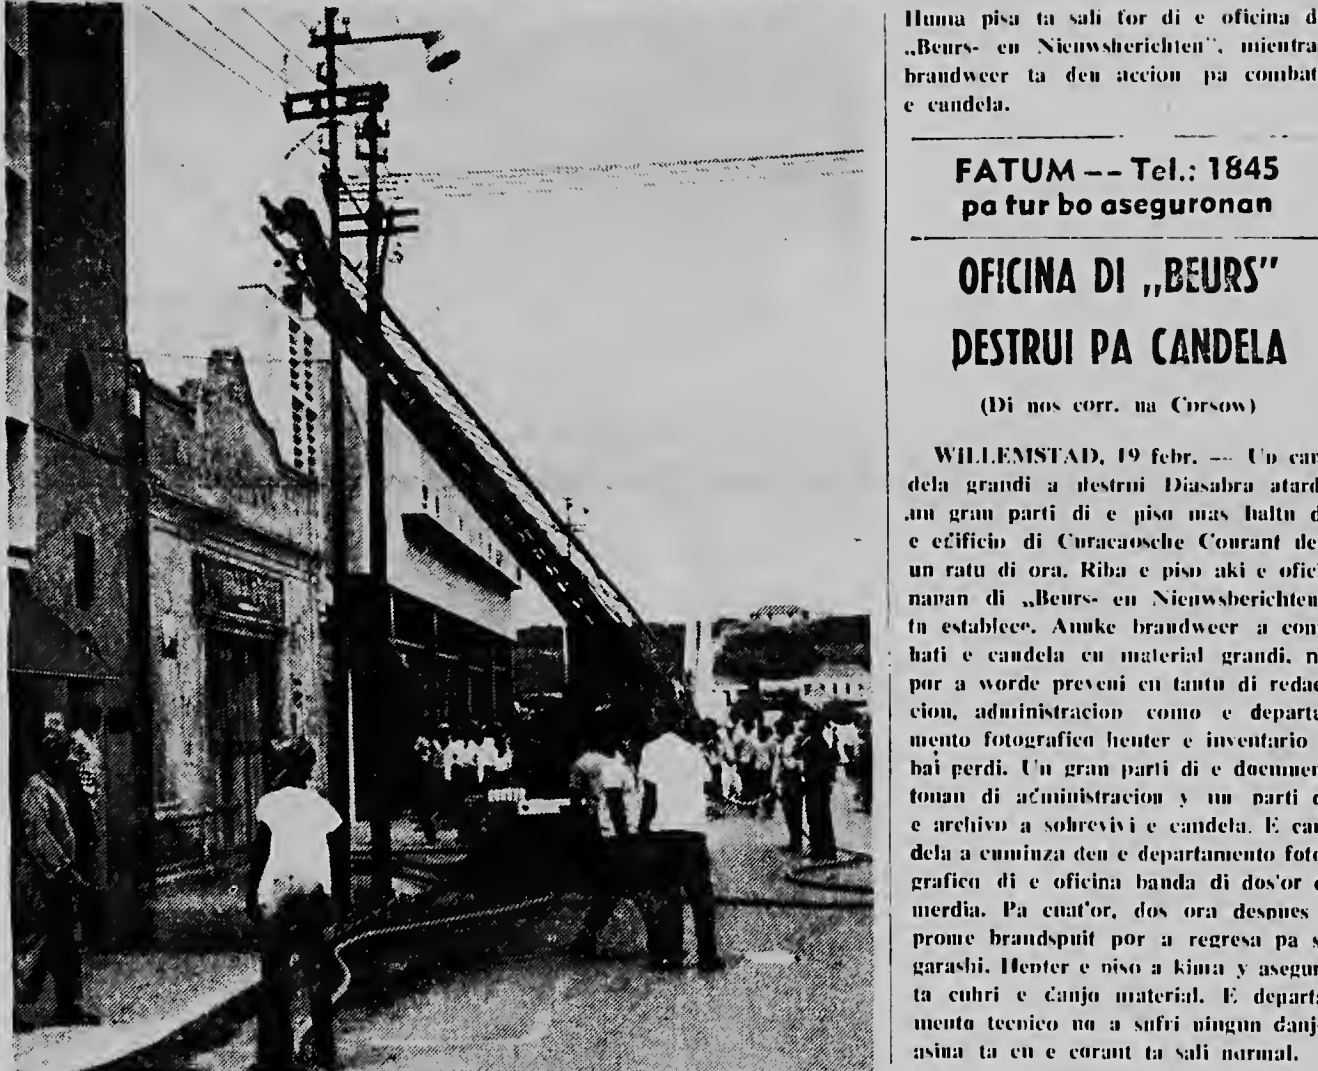 Huma pisa ta sali for di e oficina d
„Beurs- en Nieuwsberichten", mientra
brandweer ta den accion pa combat
e candela.
FATUM -- Tel.: 1845
pa tur bo aseguronan
OFICINA DI „BEURS"
DESTRUI PA CANDELA
(Di nos corr. na Corsow)
WILLEMSTAD, 19 febr. — Un can
dela grandi a destrui Diasabra atard
un gran parti di e piso mas haltu d
e edificio di Curacaosche Courant de
un ratu di ora. Riba e piso aki e ofic
nanan di „Beurs- en Nieuwsberichten
ta establece. Aunke brandweer a com
bati e candela cu material grandi, n
por a worde preveni cu tantu di redac
cion, administracion como e departa
mento fotografico henter e inventario
bai perdi. Un gran parti di e documen
tonan di administracion y un parti d
e archivo a sobrevivi e candela. E can
dela a cuminza den e departamento foto
grafico di e oficina banda di dos'or d
merdia. Pa cuat'or, dos ora despues
prome brandspuit por a regresa pa s
garashi. Henter e piso a kima y asegur
ta cubri e danjo material. E departa
mento tecnico no a sufri ningun danj
asina ta cu e corant ta sali normal.